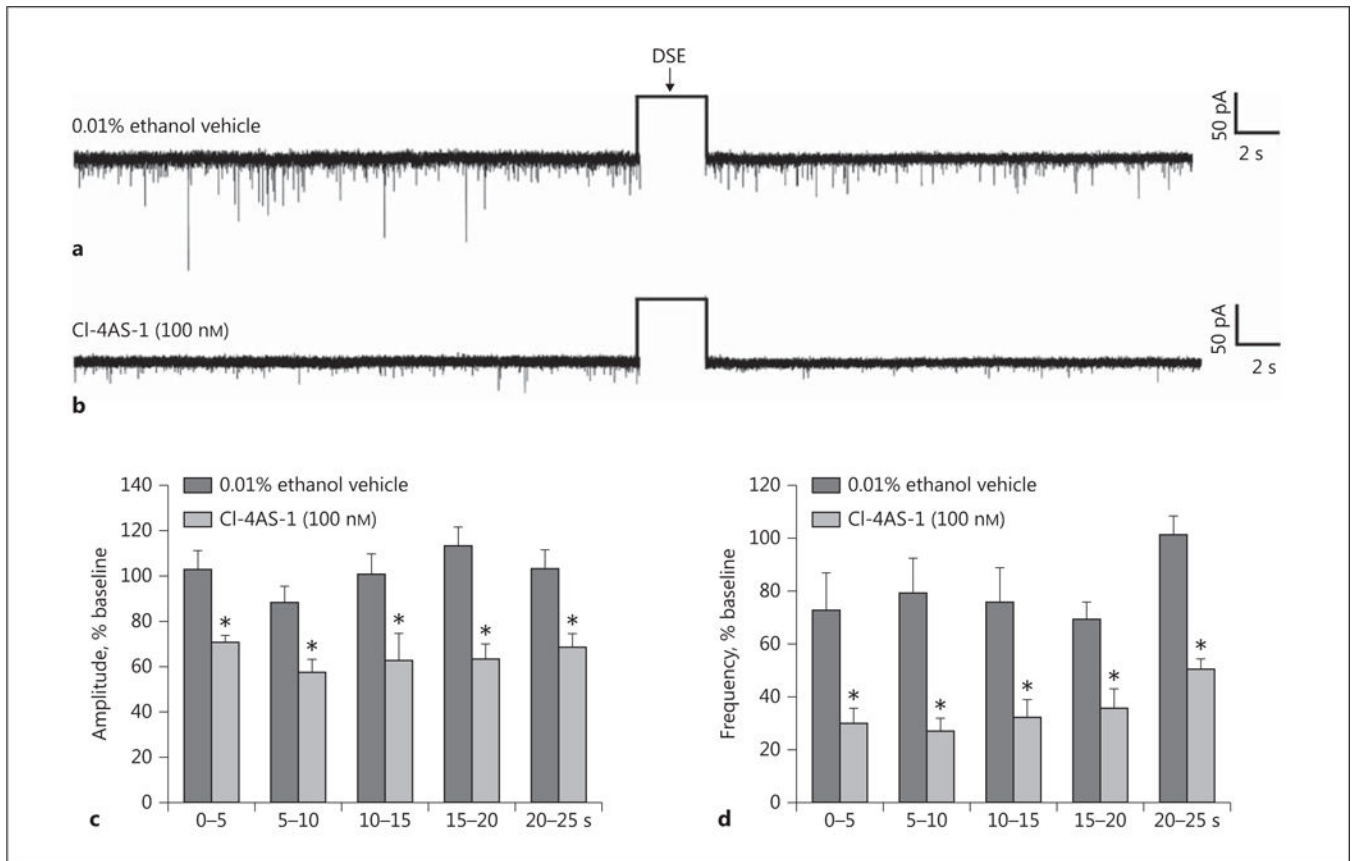 DSE
0.01% ethanol vehicle
50 pA
2 s
a
Cl-4AS-1 (100 nM)
50 pA
2 s
b
140
120
100
80
60
40
20
0
Amplitude, % baseline
0.01% ethanol vehicle
Cl-4AS-1 (100 nM)
* * * * *
0–5 5–10 10–15 15–20 20–25 s
c
120
100
80
60
40
20
0
Frequency, % baseline
0.01% ethanol vehicle
Cl-4AS-1 (100 nM)
* * * * *
0–5 5–10 10–15 15–20 20–25 s
d